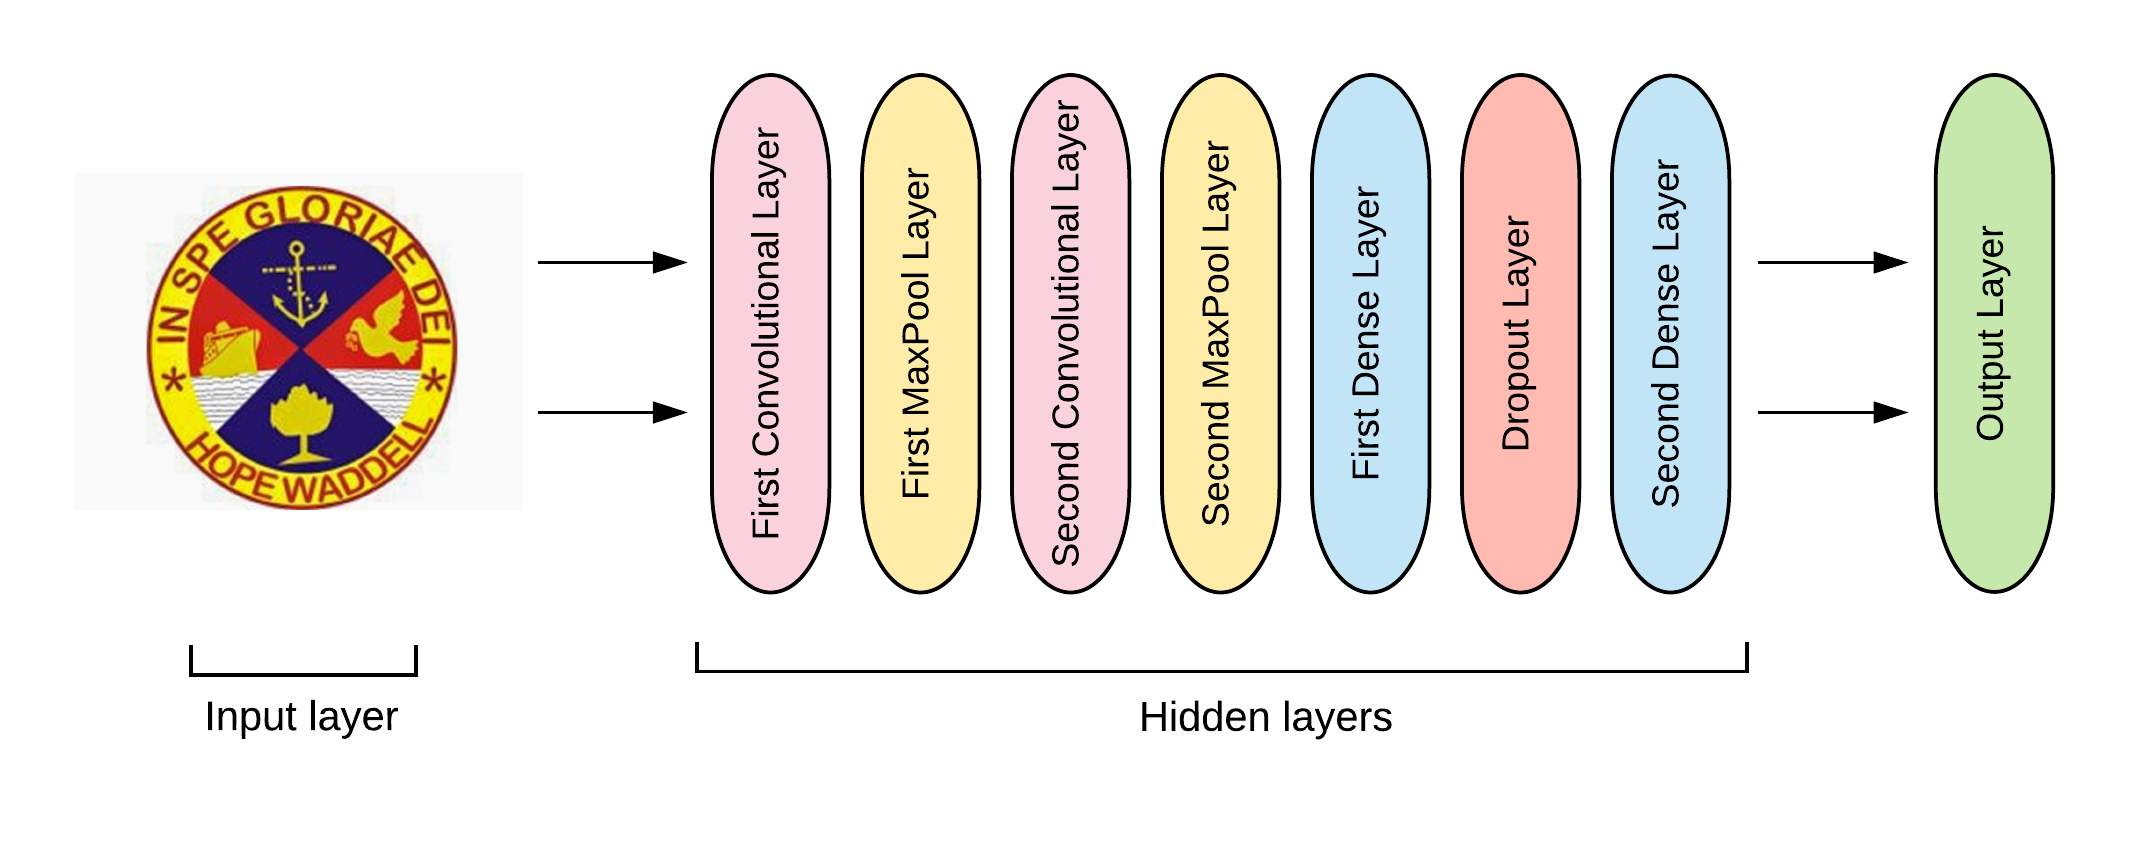 IN SPE GLORIAE DEI
* *
HOPE WADDELL
First Convolutional Layer
First MaxPool Layer
Second Convolutional Layer
Second MaxPool Layer
First Dense Layer
Dropout Layer
Second Dense Layer
Output Layer
Input layer
Hidden layers